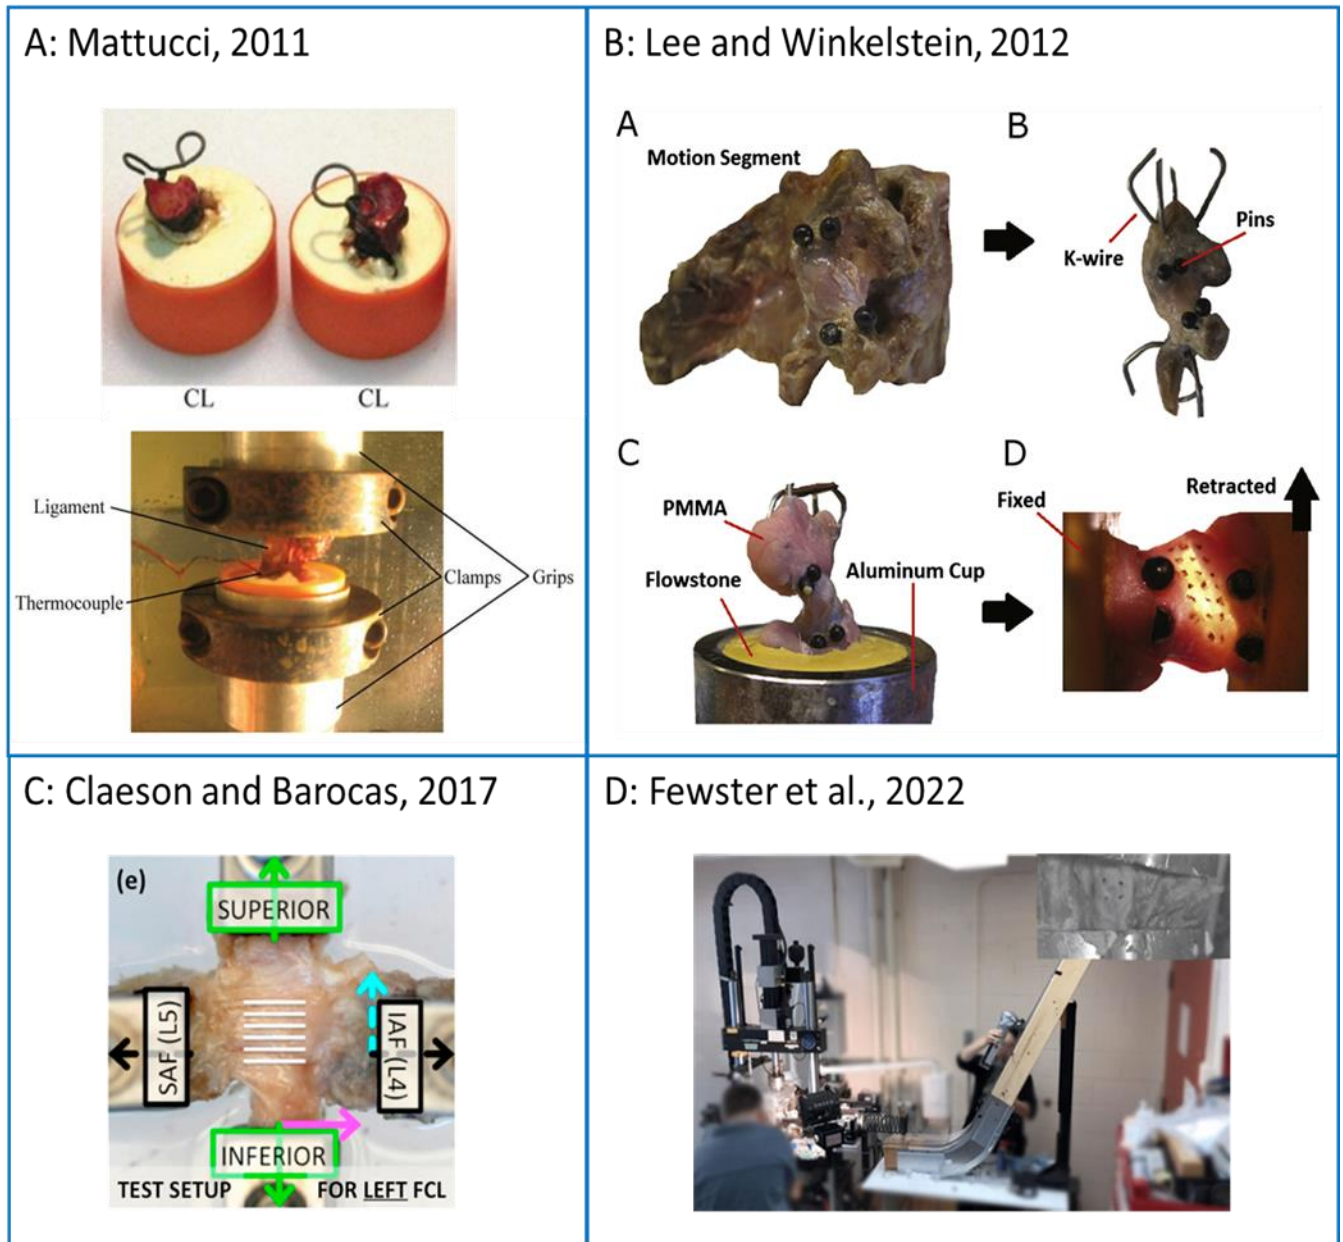 A: Mattucci, 2011
CL
CL
Ligament
Thermocouple
Clamps
Grips
B: Lee and Winkelstein, 2012
A
Motion Segment
B
K-wire
Pins
C
PMMA
Flowstone
Aluminum Cup
D
Fixed
Retracted
C: Claeson and Barocas, 2017
(e)
SUPERIOR
SAF (L5)
IAF (L4)
INFERIOR
TEST SETUP FOR LEFT FCL
D: Fewster et al., 2022